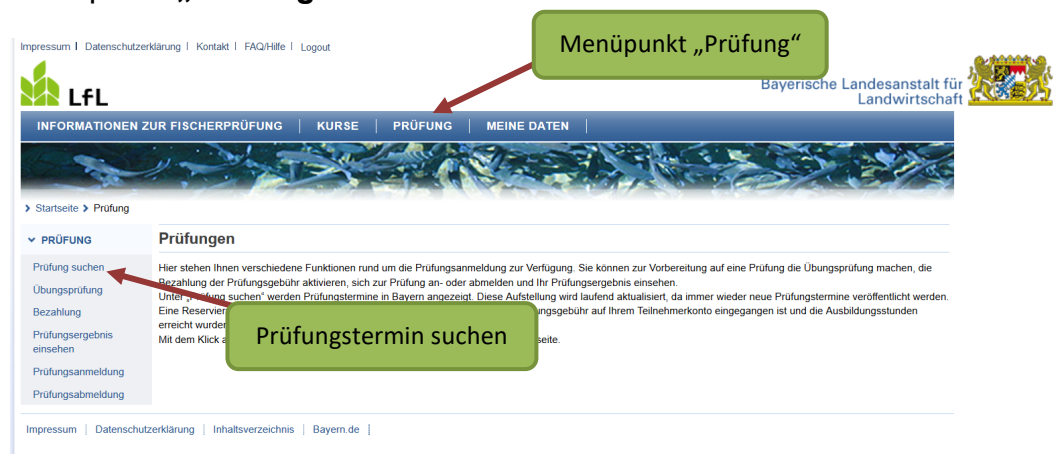 Menüpunkt „Prüfung“
Impressum | Datenschutzerklärung | Kontakt | FAQ/Hilfe | Logout
LfL
Bayerische Landesanstalt für
Landwirtschaft
INFORMATIONEN ZUR FISCHERPRÜFUNG | KURSE | PRÜFUNG | MEINE DATEN |
Startseite > Prüfung
PRÜFUNG
Prüfung suchen
Übungsprüfung
Bezahlung
Prüfungsergebnis
einsehen
Prüfungsanmeldung
Prüfungsabmeldung
Prüfungen
Hier stehen Ihnen verschiedene Funktionen rund um die Prüfungsanmeldung zur Verfügung. Sie können zur Vorbereitung auf eine Prüfung die Übungsprüfung machen, die
Bezahlung der Prüfungsgebühr aktivieren, sich zur Prüfung an- oder abmelden und Ihr Prüfungsergebnis einsehen.
Unter „Prüfung suchen“ werden Prüfungstermine in Bayern angezeigt. Diese Aufstellung wird laufend aktualisiert, da immer wieder neue Prüfungstermine veröffentlicht werden.
Eine ungsgebühr auf Ihrem Teilnehmerkonto eingegangen ist und die Ausbildungsstunden
erreicht
Mit dem Klick seite.
Prüfungstermin suchen
Impressum | Datenschutzerklärung | Inhaltsverzeichnis | Bayern.de |